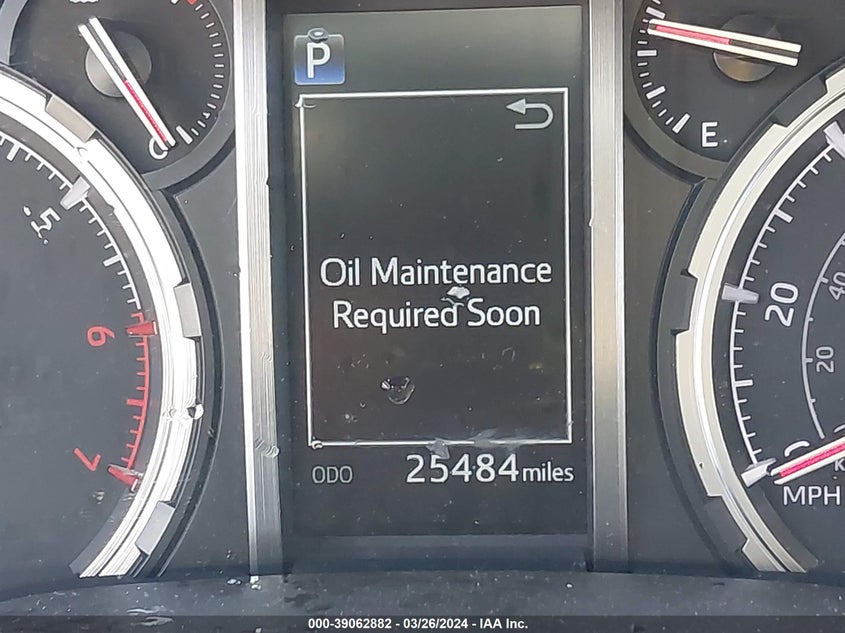 P
C
E
5
6
7
Oil Maintenance
Required Soon
20
40
20
ODO 25484 miles
MPH
000-39062882 - 03/26/2024 - IAA Inc.